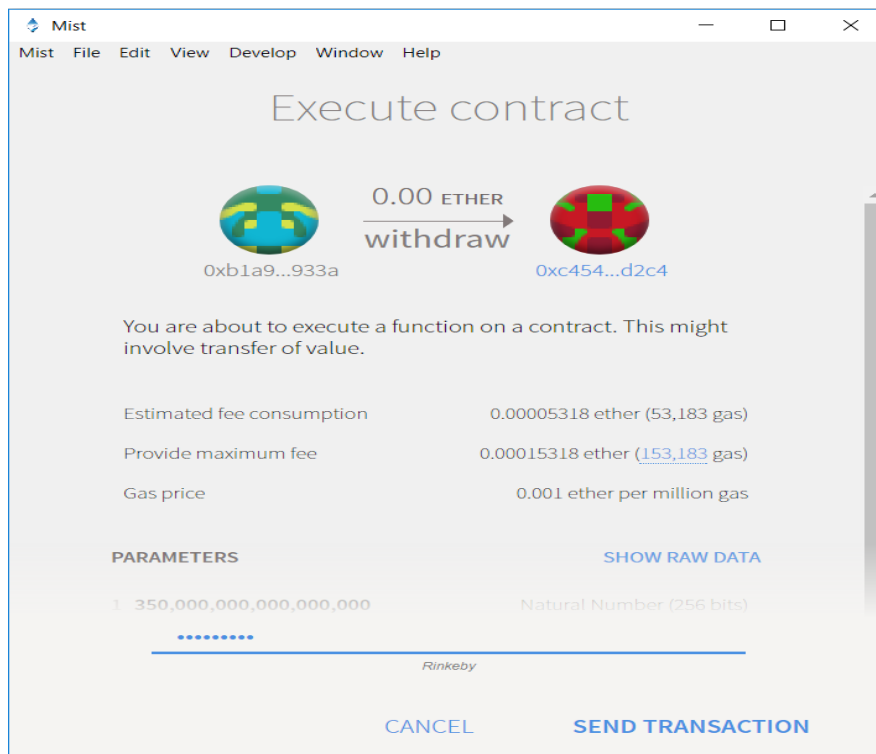 Mist
Mist File Edit View Develop Window Help
Execute contract
0.00 ETHER
withdraw
0xb1a9...933a 0xc454...d2c4
You are about to execute a function on a contract. This might
involve transfer of value.
Estimated fee consumption 0.00005318 ether (53,183 gas)
Provide maximum fee 0.00015318 ether (153,183 gas)
Gas price 0.001 ether per million gas
PARAMETERS SHOW RAW DATA
1. 350,000,000,000,000,000 Natural Number (256 bits)
•••••••••
Rinkeby
CANCEL SEND TRANSACTION